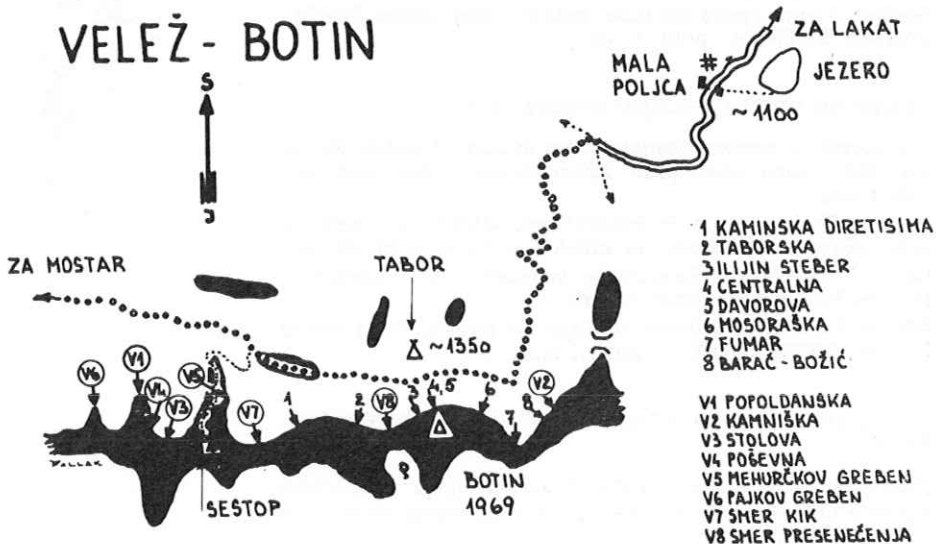 VELEŽ - BOTIN
S
J
ZA LAKAT
MALA
POLJCA
JEZERO
~ 1100
ZA MOSTAR
TABOR
~1350
1 KAMINSKA DIRETISIMA
2 TABORSKA
3 ILIJIN STEBER
4 CENTRALNA
5 DAVOROVA
6 MOSORAŠKA
7 FUMAR
8 BARAĆ - BOŽIĆ
V1 POPOLDANSKA
V2 KAMNIŠKA
V3 STOLOVA
V4 POŠEVNA
V5 MEHURČKOV GREBEN
V6 PAJKOV GREBEN
V7 SMER KIK
V8 SMER PRESENEČENJA
V6
V1
V4
V3
V5
V7
1
2
V8
3
4,5
6
7
8
V2
SESTOP
BOTIN
1969